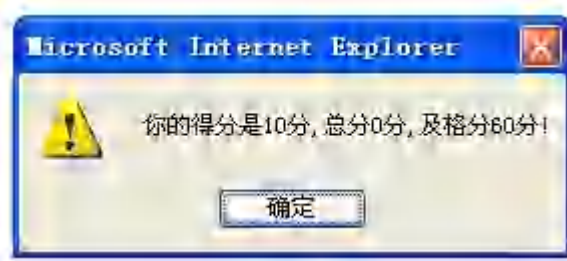 Microsoft Internet Explorer
你的得分是10分, 总分0分, 及格分60分!
确定